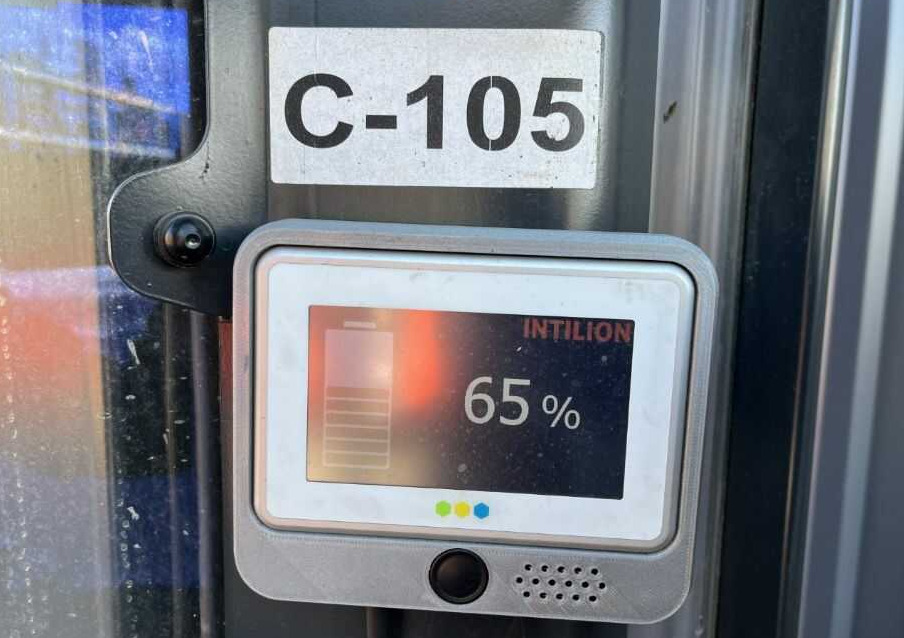 C-105
INTILION
65 %